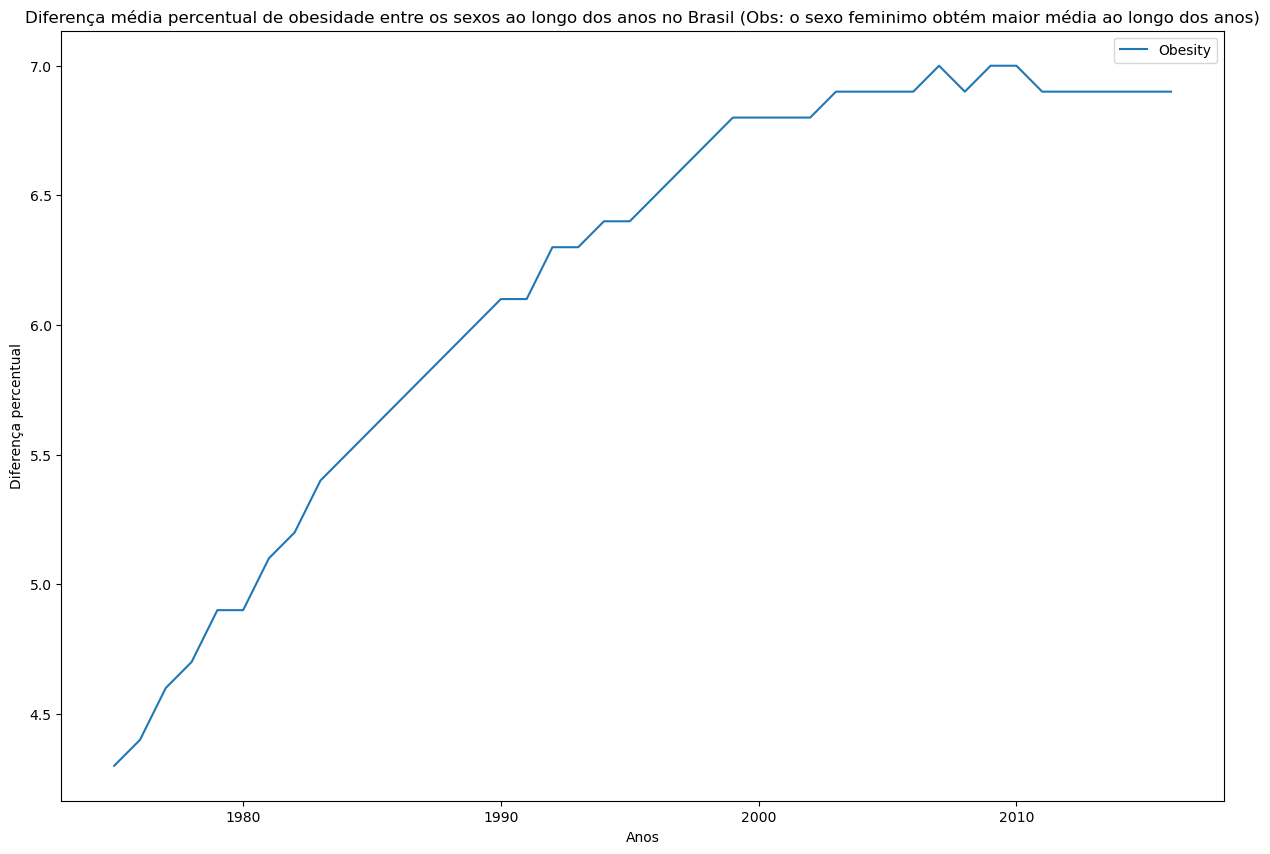 Diferença média percentual de obesidade entre os sexos ao longo dos anos no Brasil (Obs: o sexo feminimo obtém maior média ao longo dos anos)
Obesity
7.0
6.5
6.0
5.5
5.0
4.5
Diferença percentual
1980
1990
2000
2010
Anos